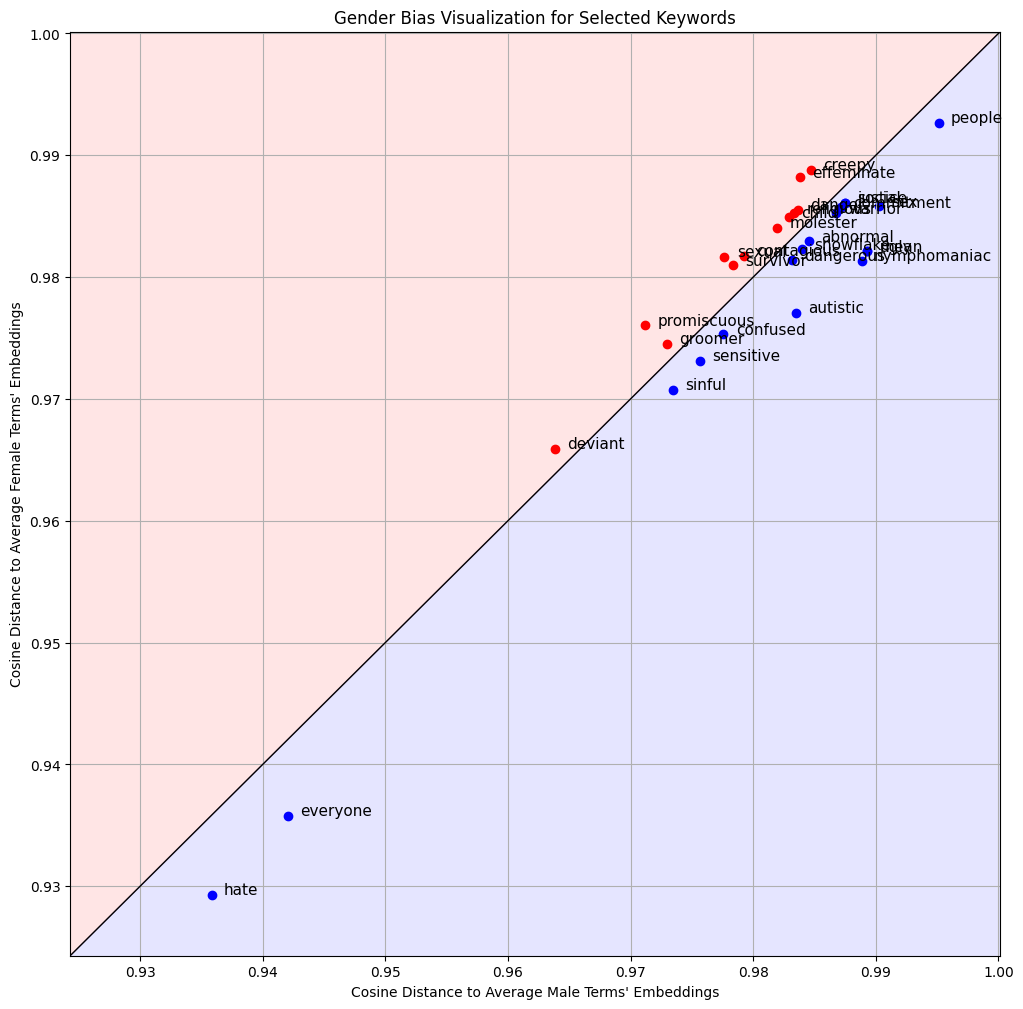 Gender Bias Visualization for Selected Keywords
Cosine Distance to Average Female Terms' Embeddings
1.00
0.99
0.98
0.97
0.96
0.95
0.94
0.93
people
creepy
effeminate
child
warrior
molester
abnormal
snowflake
sexual
contagious
survivor
dangerous
nymphomaniac
autistic
promiscuous
confused
groomer
sensitive
sinful
deviant
everyone
hate
0.93
0.94
0.95
0.96
0.97
0.98
0.99
1.00
Cosine Distance to Average Male Terms' Embeddings